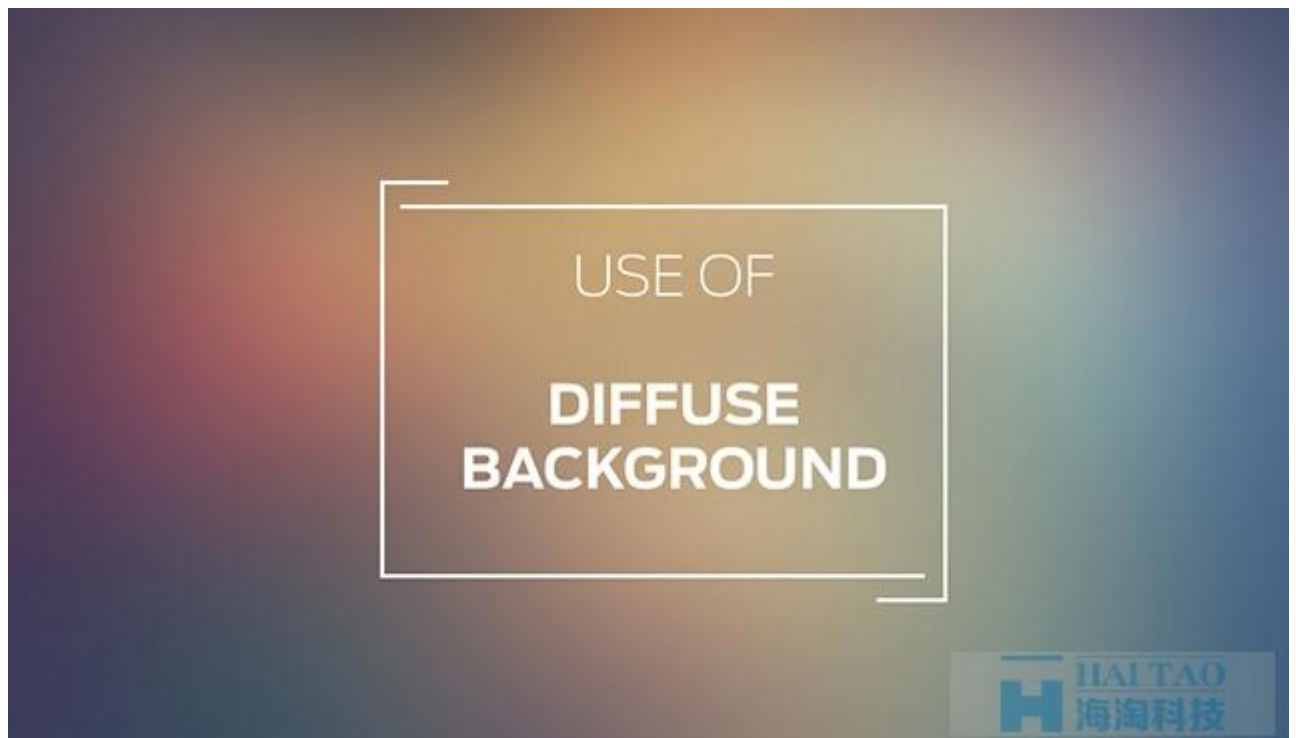 USE OF
DIFFUSE
BACKGROUND
HAI TAO
海淘科技